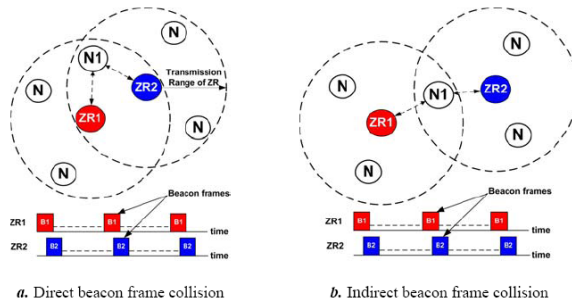 N
N1
N
Transmission
Range of ZR
ZR2
ZR1
N
N
Beacon frames
ZR1
B1
B1
B1
time
ZR2
B2
B2
B2
time
a. Direct beacon frame collision
N
N
N1
ZR2
ZR1
N
N
Beacon frames
ZR1
B1
B1
B1
time
ZR2
B2
B2
B2
time
b. Indirect beacon frame collision